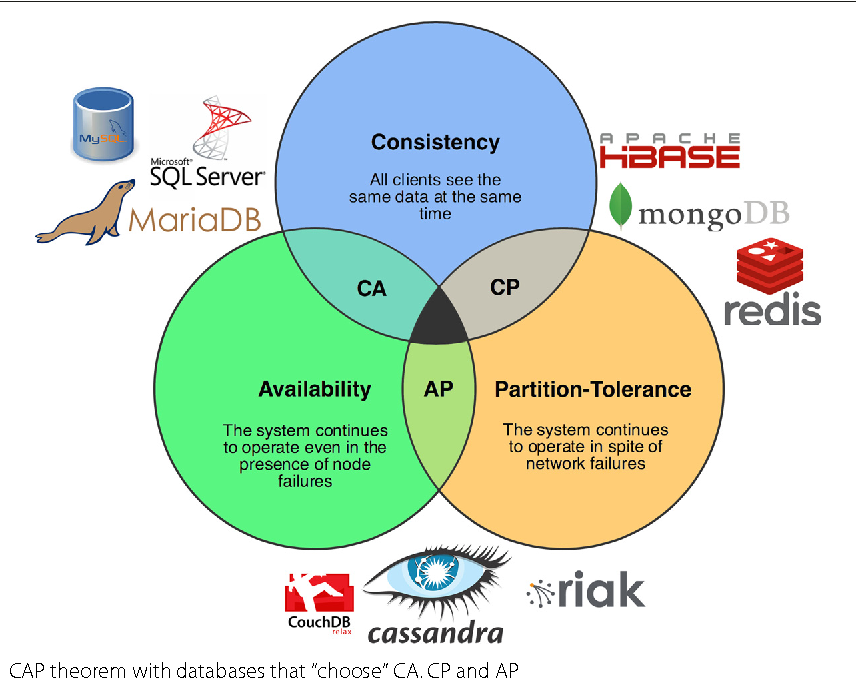 Consistency
All clients see the
same data at the same
time
MySQL
Microsoft®
SQL Server®
MariaDB
APACHE
HBASE
mongoDB
redis
CA
CP
AP
Availability
The system continues
to operate even in the
presence of node
failures
Partition-Tolerance
The system continues
to operate in spite of
network failures
CouchDB
relax
cassandra
riak
CAP theorem with databases that “choose” CA. CP and AP